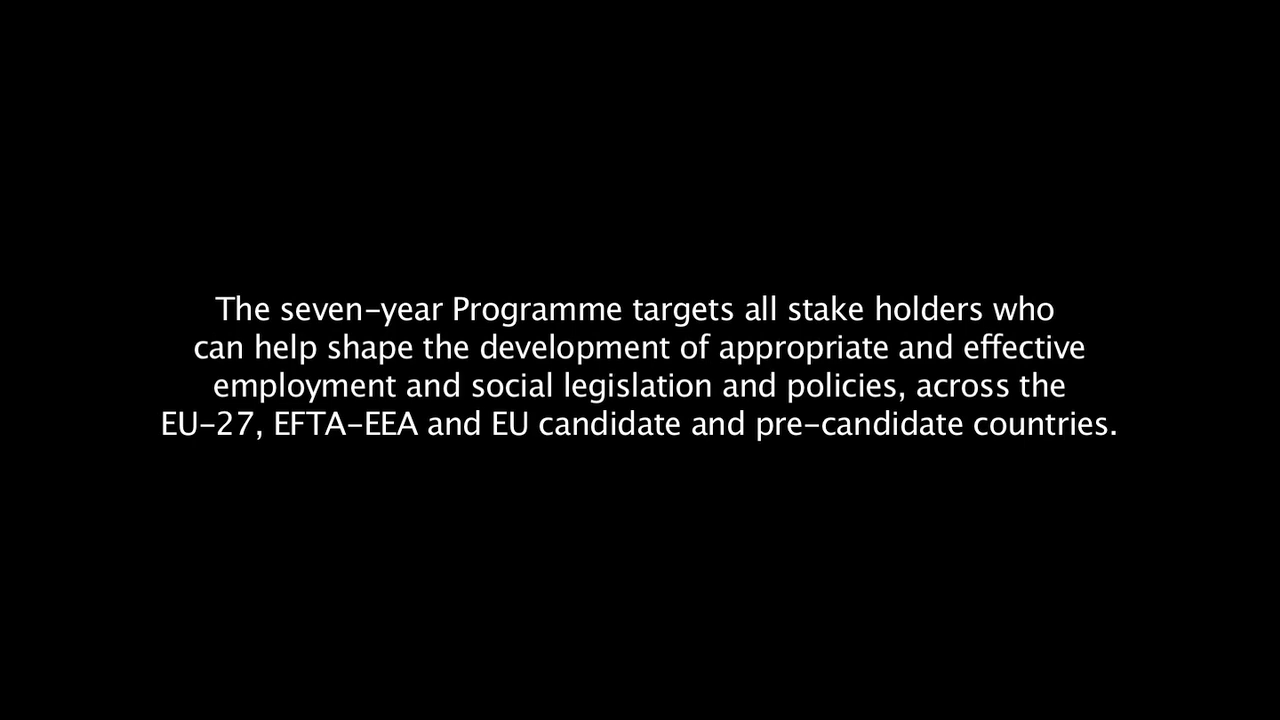 The seven-year Programme targets all stake holders who
can help shape the development of appropriate and effective
employment and social legislation and policies, across the
EU-27, EFTA-EEA and EU candidate and pre-candidate countries.